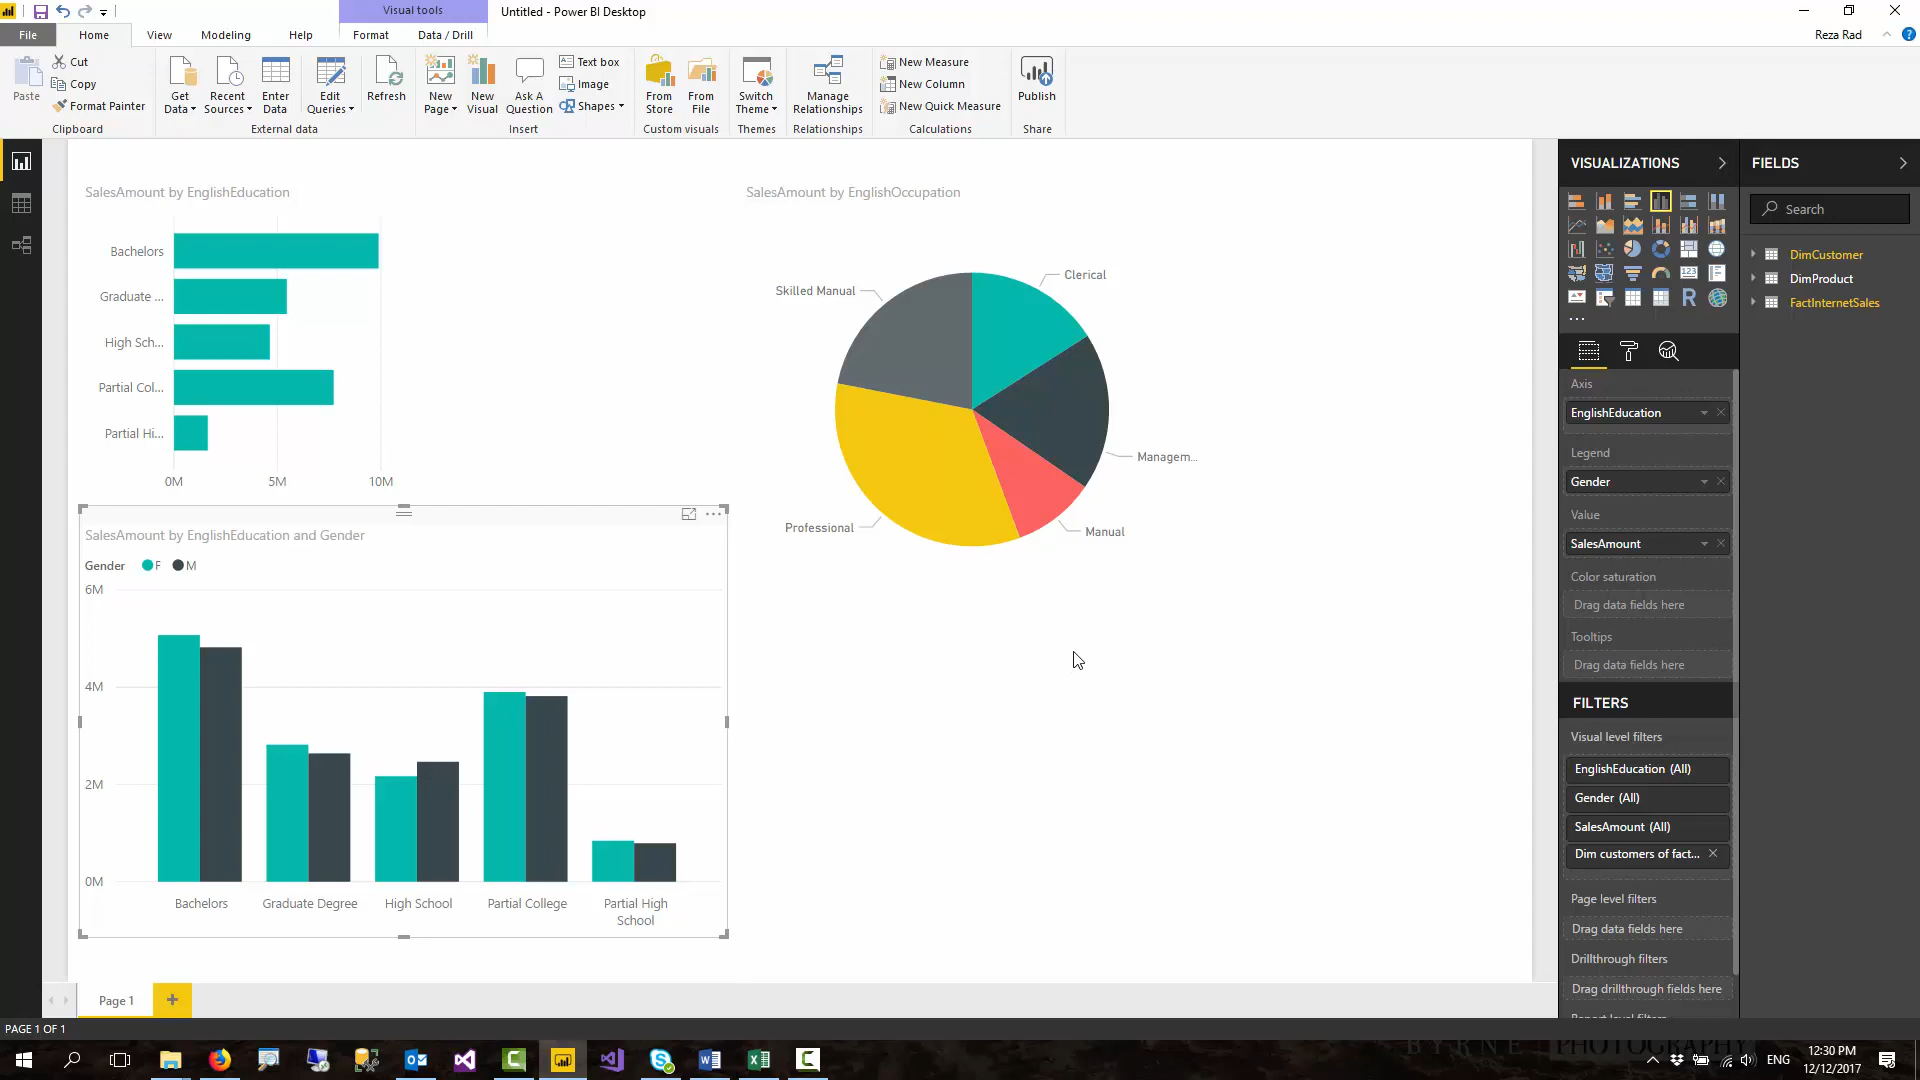 Visual tools
Untitled - Power BI Desktop
File
Home
View
Modeling
Help
Format
Data / Drill
Reza Rad
Paste
Cut
Copy
Format Painter
Clipboard
Get Data
Recent Sources
Enter Data
Edit Queries
Refresh
External data
New Page
New Visual
Ask A Question
Text box
Image
Shapes
Insert
From Store
From File
Custom visuals
Switch Theme
Themes
Manage Relationships
Relationships
New Measure
New Column
New Quick Measure
Calculations
Publish
Share
SalesAmount by EnglishEducation
Bachelors
Graduate ...
High Sch...
Partial Col...
Partial Hi...
0M
5M
10M
SalesAmount by EnglishOccupation
Clerical
Skilled Manual
Managem...
Professional
Manual
SalesAmount by EnglishEducation and Gender
Gender
F
M
6M
4M
2M
0M
Bachelors
Graduate Degree
High School
Partial College
Partial High
School
VISUALIZATIONS
123
R
Axis
EnglishEducation
Legend
Gender
Value
SalesAmount
Color saturation
Drag data fields here
Tooltips
Drag data fields here
FILTERS
Visual level filters
EnglishEducation (All)
Gender (All)
SalesAmount (All)
Dim customers of fact...
Page level filters
Drag data fields here
Drillthrough filters
Drag drillthrough fields here
FIELDS
Search
DimCustomer
DimProduct
FactInternetSales
Page 1
PAGE 1 OF 1
ENG
12:30 PM
12/12/2017